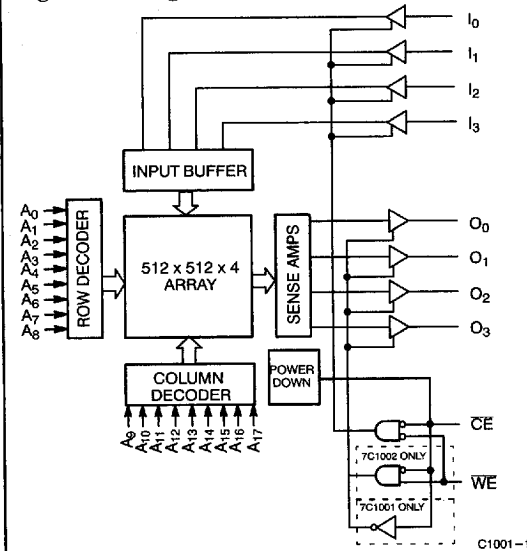 I0
I1
I2
I3
INPUT BUFFER
A0
A1
A2
A3
A4
A5
A6
A7
A8
ROW DECODER
512 x 512 x 4
ARRAY
SENSE AMPS
O0
O1
O2
O3
COLUMN
DECODER
POWER
DOWN
A9
A10
A11
A12
A13
A14
A15
A16
A17
CE
7C1002 ONLY
WE
7C1001 ONLY
C1001-1